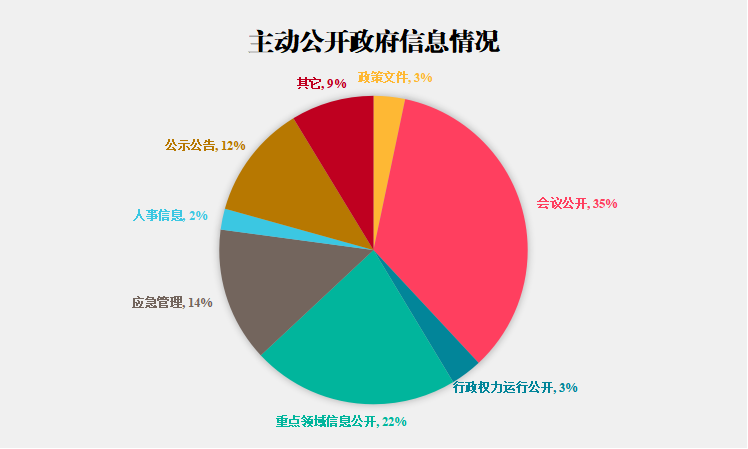 主动公开政府信息情况
政策文件, 3%
其它, 9%
公示公告, 12%
会议公开, 35%
人事信息, 2%
应急管理, 14%
行政权力运行公开, 3%
重点领域信息公开, 22%